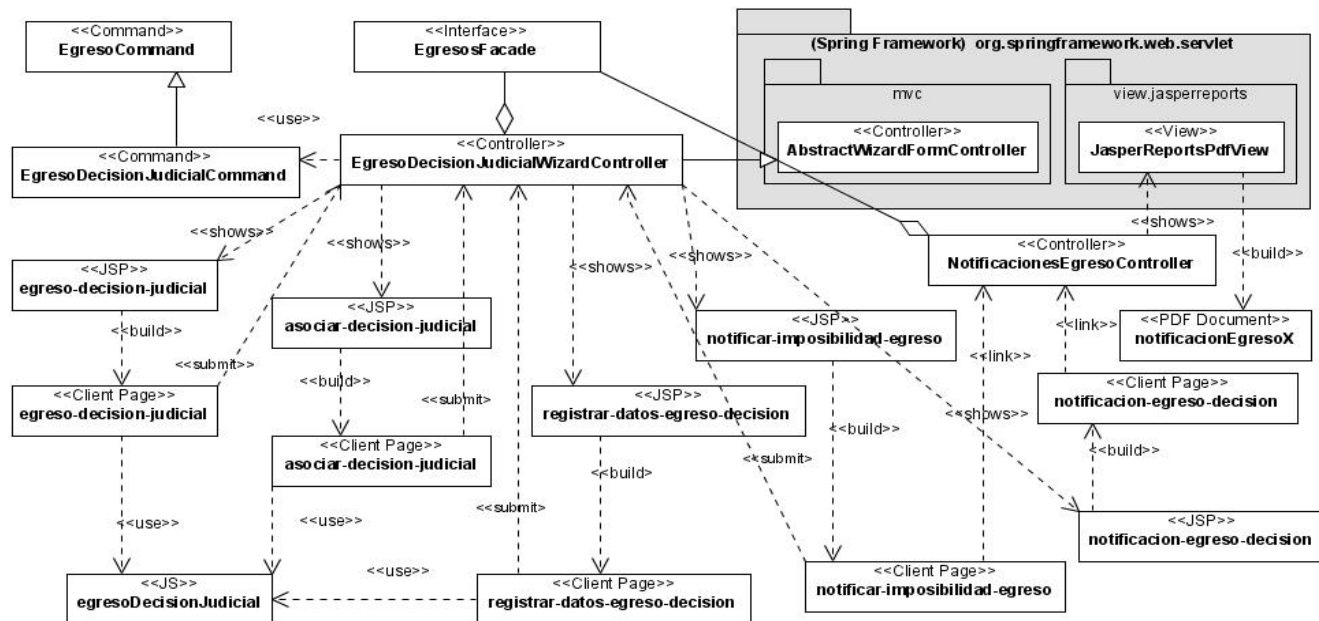 <<Command>>
EgresoCommand
<<Interface>>
EgresosFacade
(Spring Framework) org.springframework.web.servlet
mvc
view.jasperreports
<<use>>
<<Controller>>
AbstractWizardFormController
<<View>>
JasperReportsPdfView
<<Command>>
EgresoDecisionJudicialCommand
<<Controller>>
EgresoDecisionJudicialWizardController
<<shows>>
<<shows>>
<<shows>>
<<shows>>
<<shows>>
<<Controller>>
NotificacionesEgresoController
<<build>>
<<JSP>>
egreso-decision-judicial
<<JSP>>
asociar-decision-judicial
<<JSP>>
notificar-imposibilidad-egreso
<<link>>
<<PDF Document>>
notificacionEgresoX
<<build>>
<<submit>>
<<link>>
<<Client Page>>
egreso-decision-judicial
<<build>>
<<submit>
<<JSP>>
registrar-datos-egreso-decision
<<Client Page>>
notificacion-egreso-decision
<<shows>>
<<build>>
<<build>>
<<Client Page>>
asociar-decision-judicial
<<submit>
<<build>
<<submit>
<<use>>
<<use>>
<<JSP>>
notificacion-egreso-decision
<<use>>
<<JS>>
egresoDecisionJudicial
<<Client Page>>
registrar-datos-egreso-decision
<<Client Page>>
notificar-imposibilidad-egreso